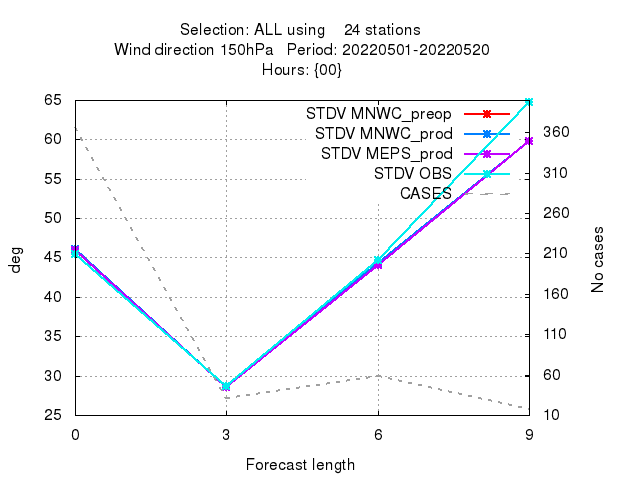 Selection: ALL using    24 stations
Wind direction 150hPa   Period: 20220501-20220520
Hours: {00}
STDV MNWC_preop
STDV MNWC_prod
STDV MEPS_prod
STDV OBS
CASES
65
60
55
50
45
40
35
30
25
360
310
260
210
160
110
60
10
deg
No cases
0
3
6
9
Forecast length